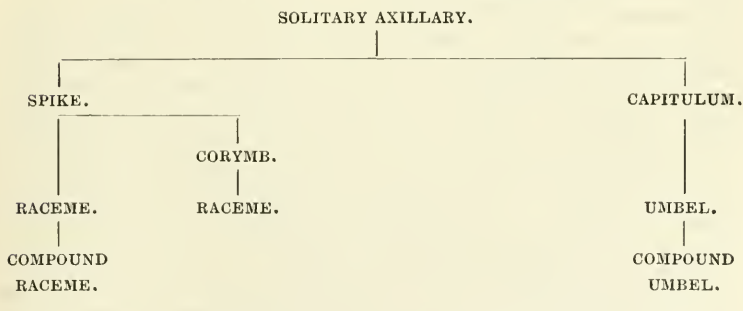 SOLITARY AXILLARY.
SPIKE.
CAPITULUM.
CORYMB.
RACEME.
RACEME.
UMBEL.
COMPOUND
RACEME.
COMPOUND
UMBEL.